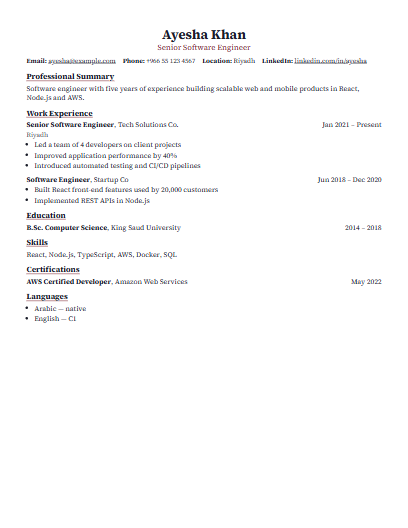 Ayesha Khan
Senior Software Engineer
Email: ayesha@example.com Phone: +966 55 123 4567 Location: Riyadh LinkedIn: linkedin.com/in/ayesha
Professional Summary
Software engineer with five years of experience building scalable web and mobile products in React,
Node.js and AWS.
Work Experience
Senior Software Engineer, Tech Solutions Co. Jan 2021 – Present
Riyadh
• Led a team of 4 developers on client projects
• Improved application performance by 40%
• Introduced automated testing and CI/CD pipelines
Software Engineer, Startup Co Jun 2018 – Dec 2020
• Built React front-end features used by 20,000 customers
• Implemented REST APIs in Node.js
Education
B.Sc. Computer Science, King Saud University 2014 – 2018
Skills
React, Node.js, TypeScript, AWS, Docker, SQL
Certifications
AWS Certified Developer, Amazon Web Services May 2022
Languages
• Arabic — native
• English — C1